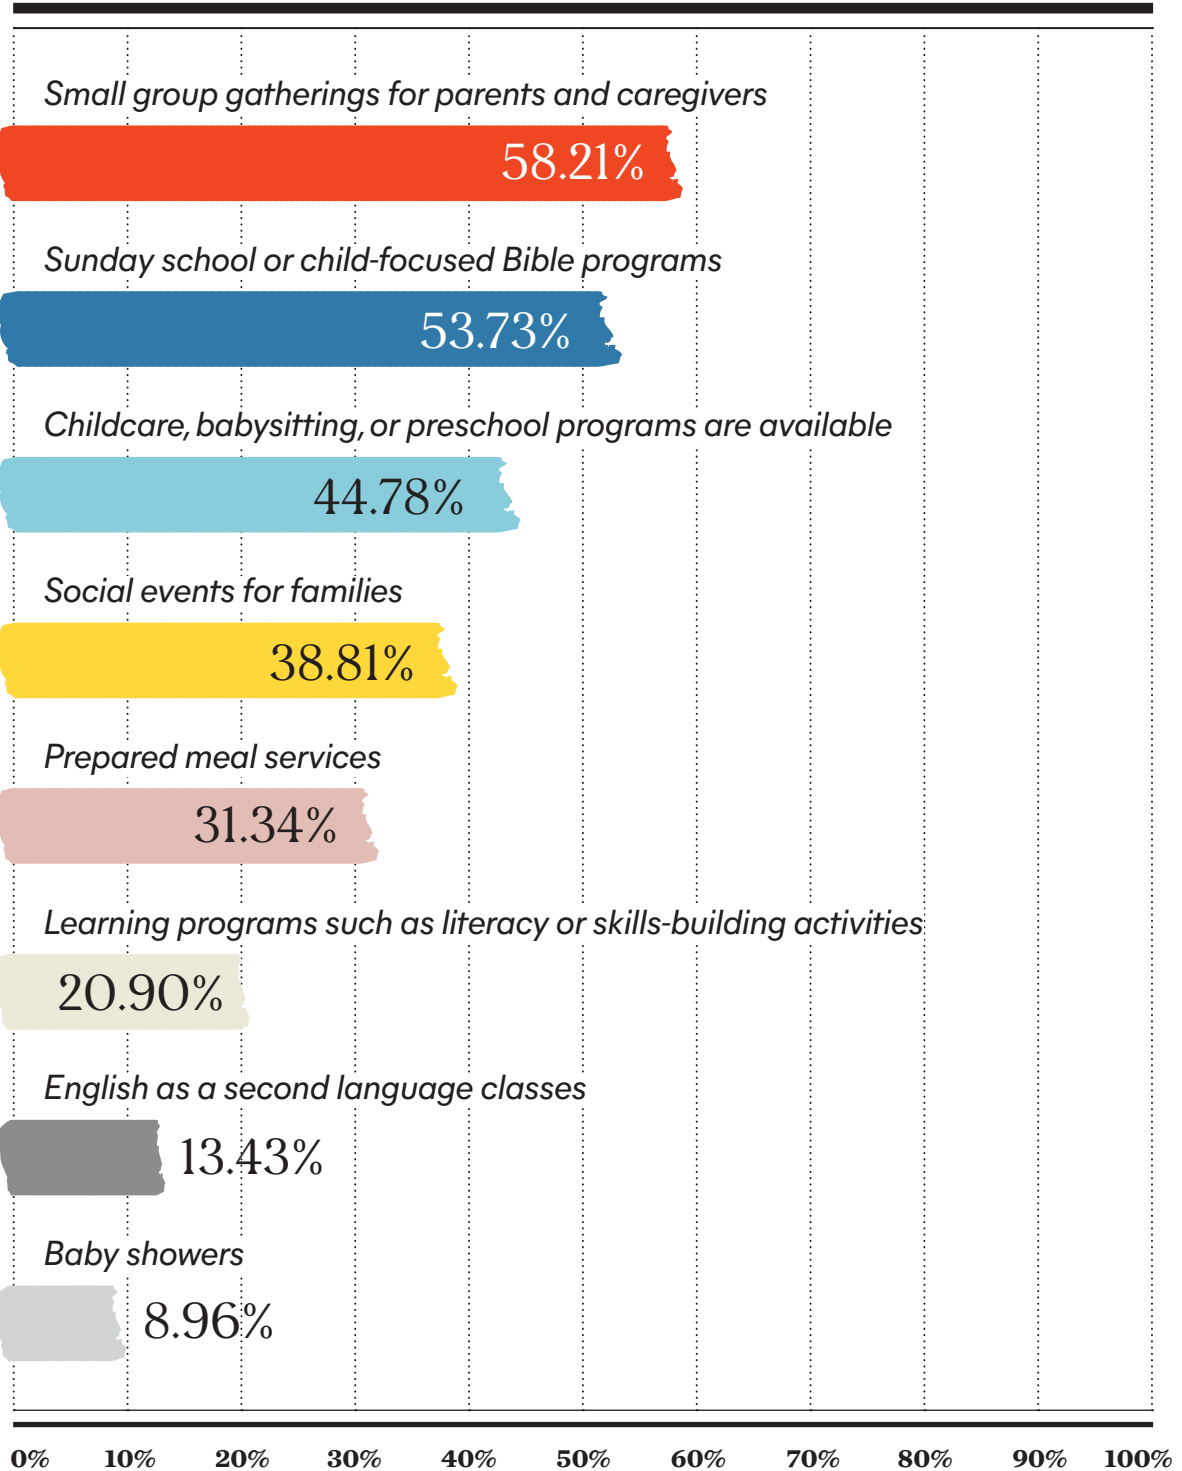 Small group gatherings for parents and caregivers
58.21%
Sunday school or child-focused Bible programs
53.73%
Childcare, babysitting, or preschool programs are available
44.78%
Social events for families
38.81%
Prepared meal services
31.34%
Learning programs such as literacy or skills-building activities
20.90%
English as a second language classes
13.43%
Baby showers
8.96%
0% 10% 20% 30% 40% 50% 60% 70% 80% 90% 100%